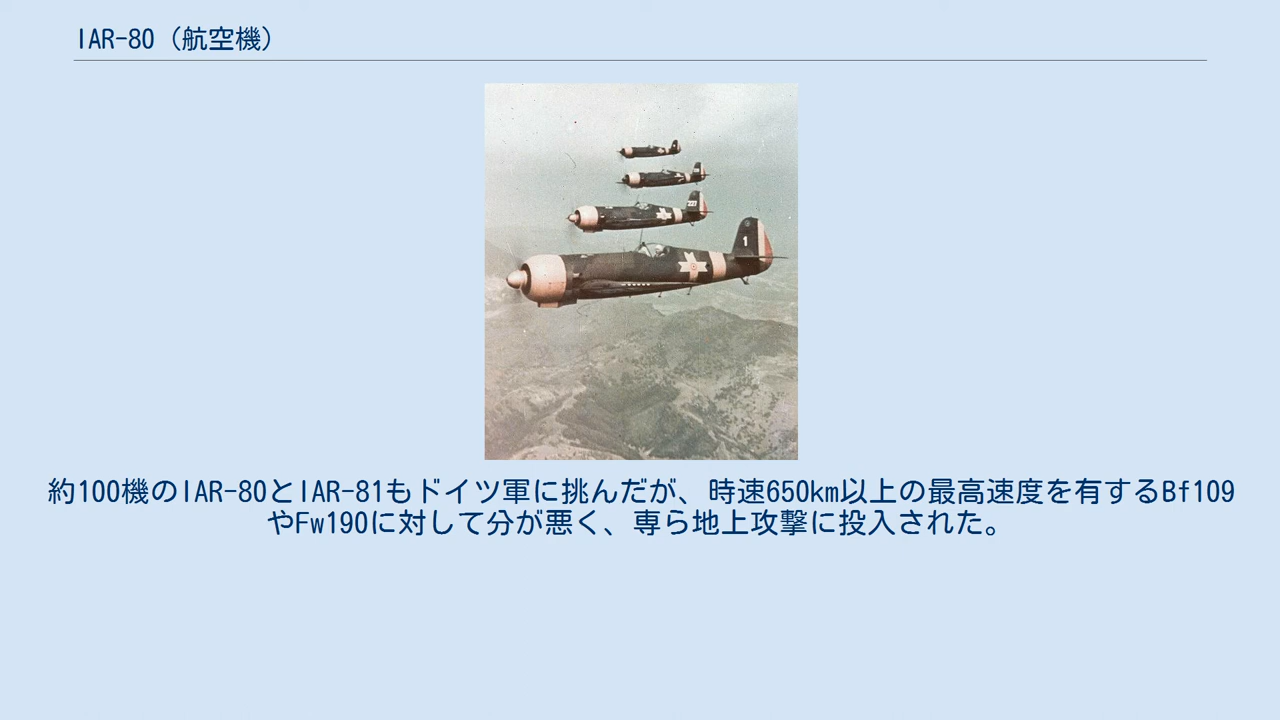 IAR-80（航空機）
227
1
約100機のIAR-80とIAR-81もドイツ軍に挑んだが、時速650km以上の最高速度を有するBf109
やFw190に対して分が悪く、専ら地上攻撃に投入された。